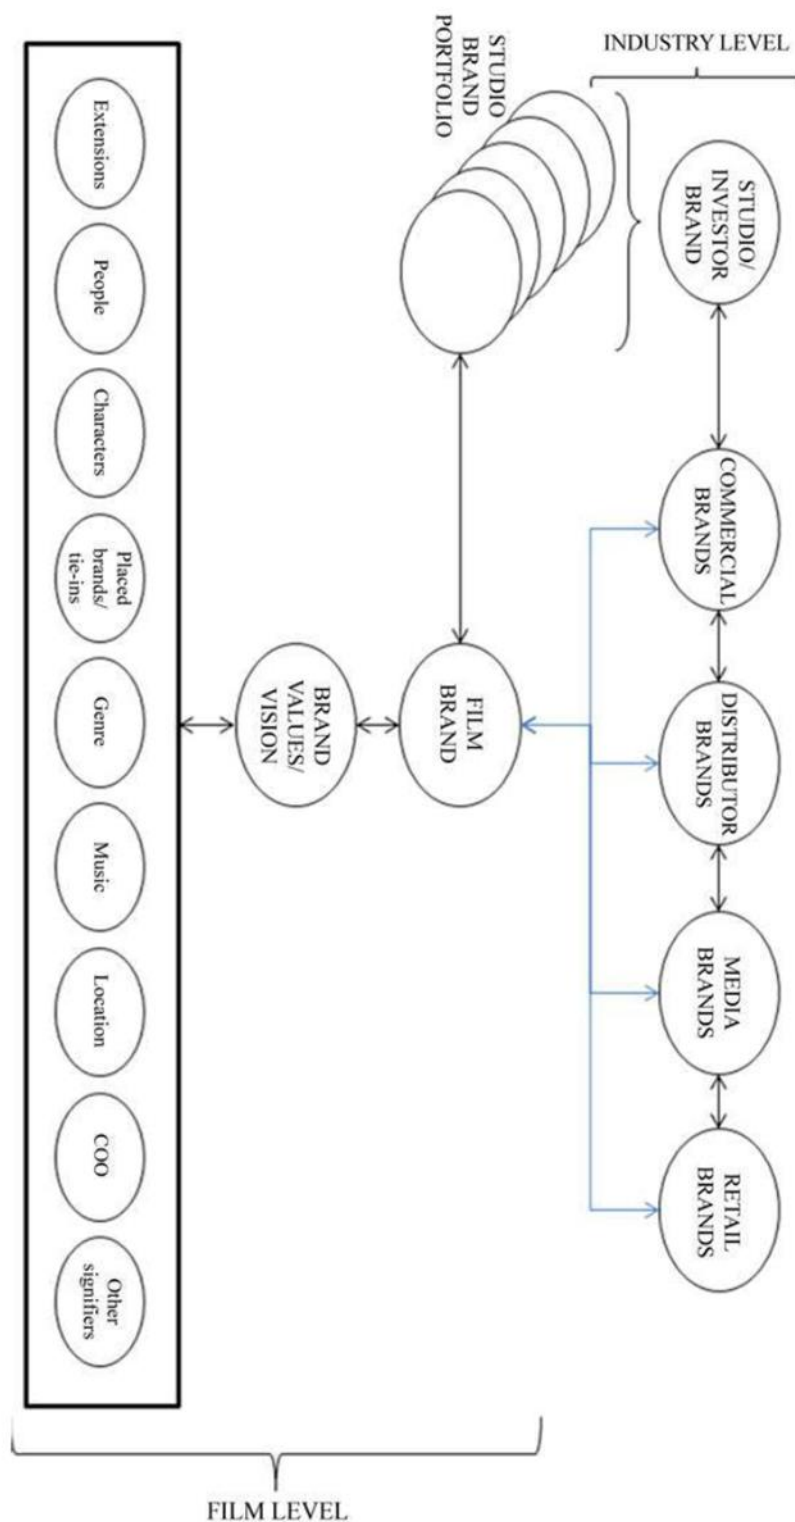 INDUSTRY LEVEL
STUDIO/
INVESTOR
BRAND
COMMERCIAL
BRANDS
DISTRIBUTOR
BRANDS
MEDIA
BRANDS
RETAIL
BRANDS
STUDIO
BRAND
PORTFOLIO
FILM
BRAND
BRAND
VALUES/
VISION
Extensions
People
Characters
Placed
brands/
tie-ins
Genre
Music
Location
COO
Other
signifiers
FILM LEVEL